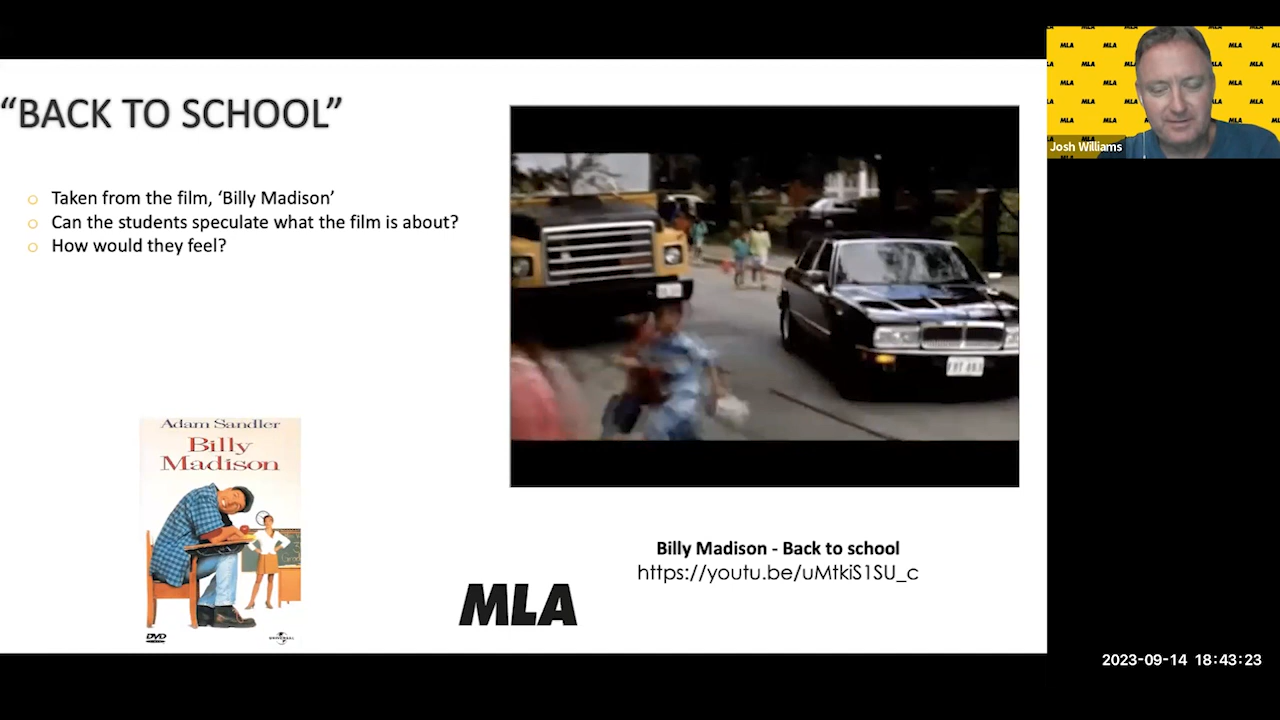 “BACK TO SCHOOL”
Taken from the film, ‘Billy Madison’
Can the students speculate what the film is about?
How would they feel?
Adam Sandler
Billy
Madison
DVD
UNIVERSAL
Billy Madison - Back to school
https://youtu.be/uMtkiS1SU_c
MLA
Josh Williams
2023-09-14 18:43:23